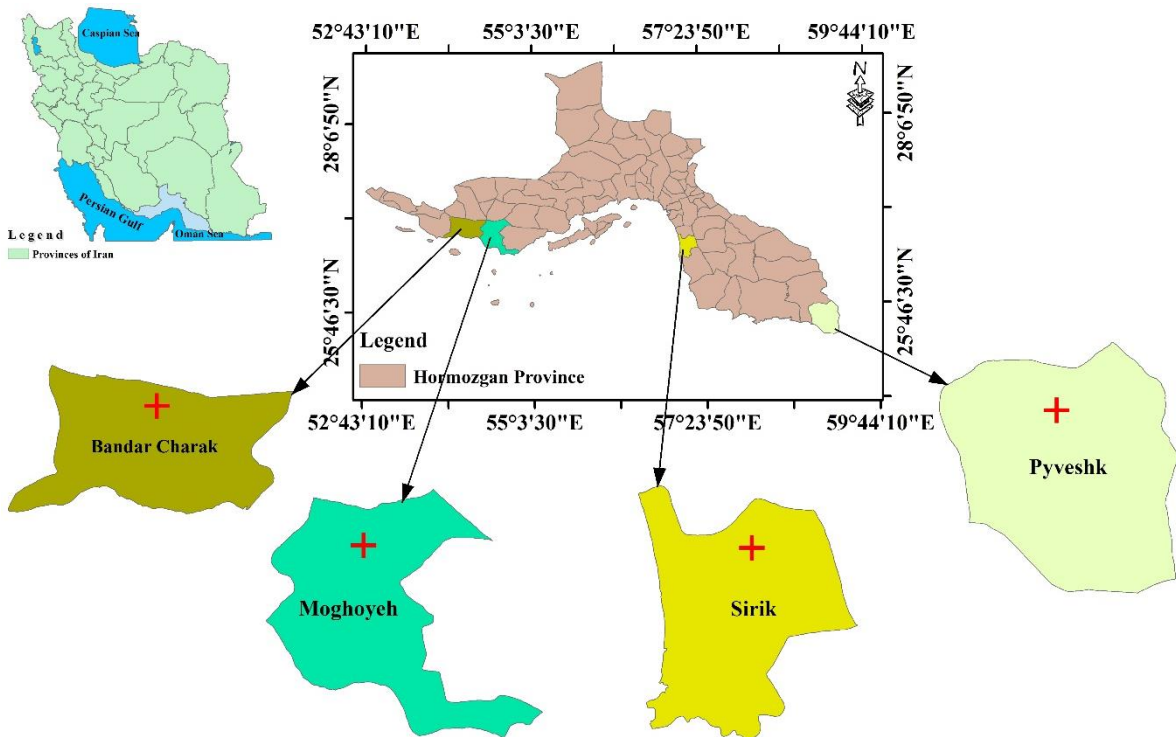 Caspian Sea
Persian Gulf
Oman Sea
Legend
Provinces of Iran
52°43'10"E 55°3'30"E 57°23'50"E 59°44'10"E
N
28°6'50"N
28°6'50"N
25°46'30"N
25°46'30"N
Legend
Hormozgan Province
52°43'10"E 55°3'30"E 57°23'50"E 59°44'10"E
Bandar Charak
Moghoyeh
Sirik
Pyveshk